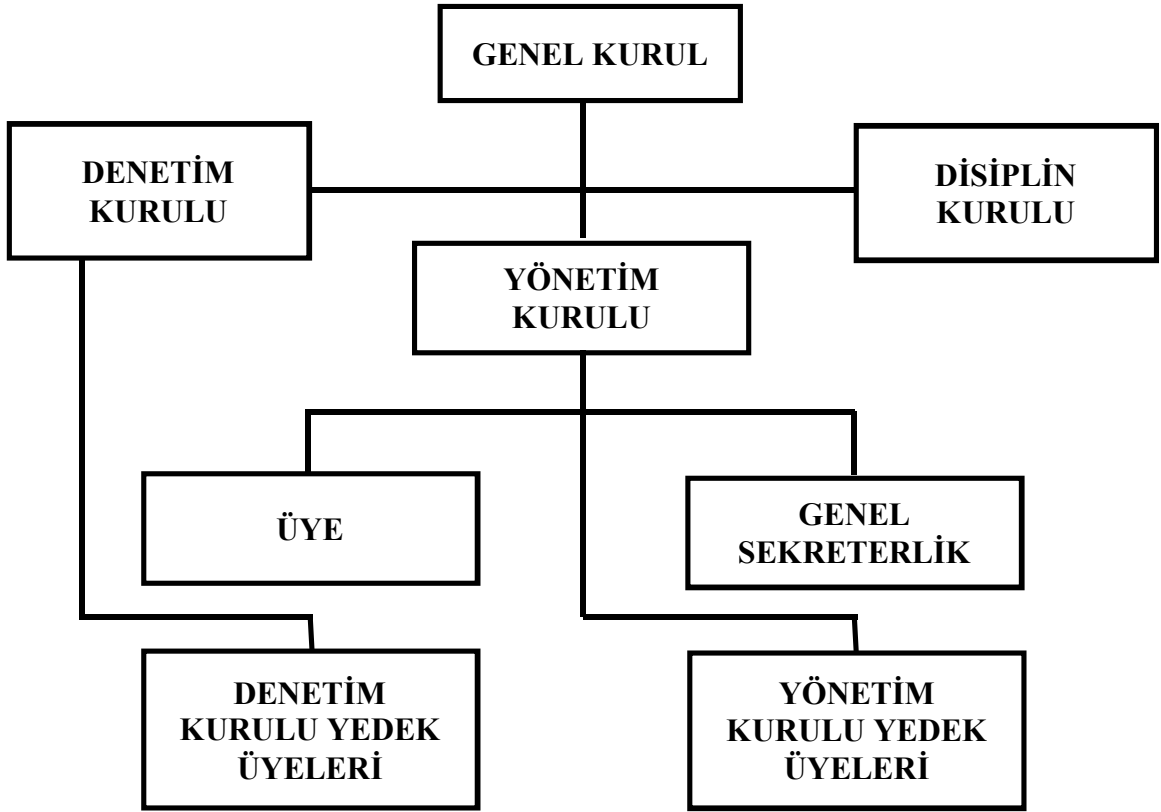 GENEL KURUL
DENETİM
KURULU
DİSİPLİN
KURULU
YÖNETİM
KURULU
ÜYE
GENEL
SEKRETERLİK
DENETİM
KURULU YEDEK
ÜYELERİ
YÖNETİM
KURULU YEDEK
ÜYELERİ